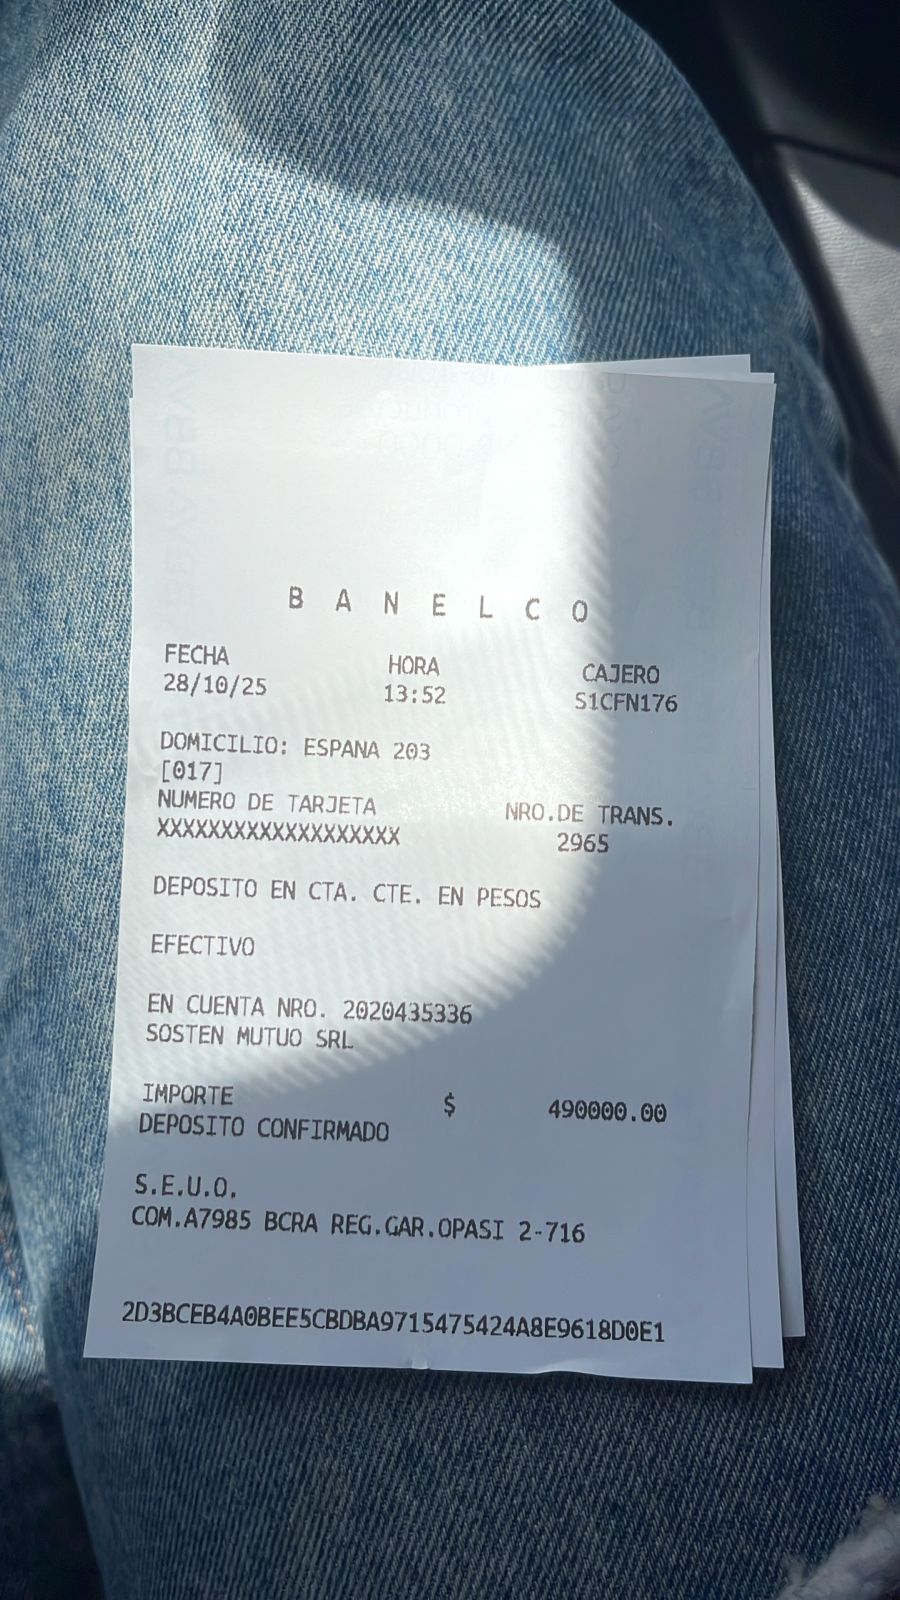 B A N E L C O
FECHA HORA CAJERO
28/10/25 13:52 S1CFN176
DOMICILIO: ESPANA 203
[017]
NUMERO DE TARJETA NRO.DE TRANS.
XXXXXXXXXXXXXXXXXXX 2965
DEPOSITO EN CTA. CTE. EN PESOS
EFECTIVO
EN CUENTA NRO. 2020435336
SOSTEN MUTUO SRL
IMPORTE $ 490000.00
DEPOSITO CONFIRMADO
S.E.U.O.
COM.A7985 BCRA REG.GAR.OPASI 2-716
2D3BCEB4A0BEE5CBDBA9715475424A8E9618D0E1